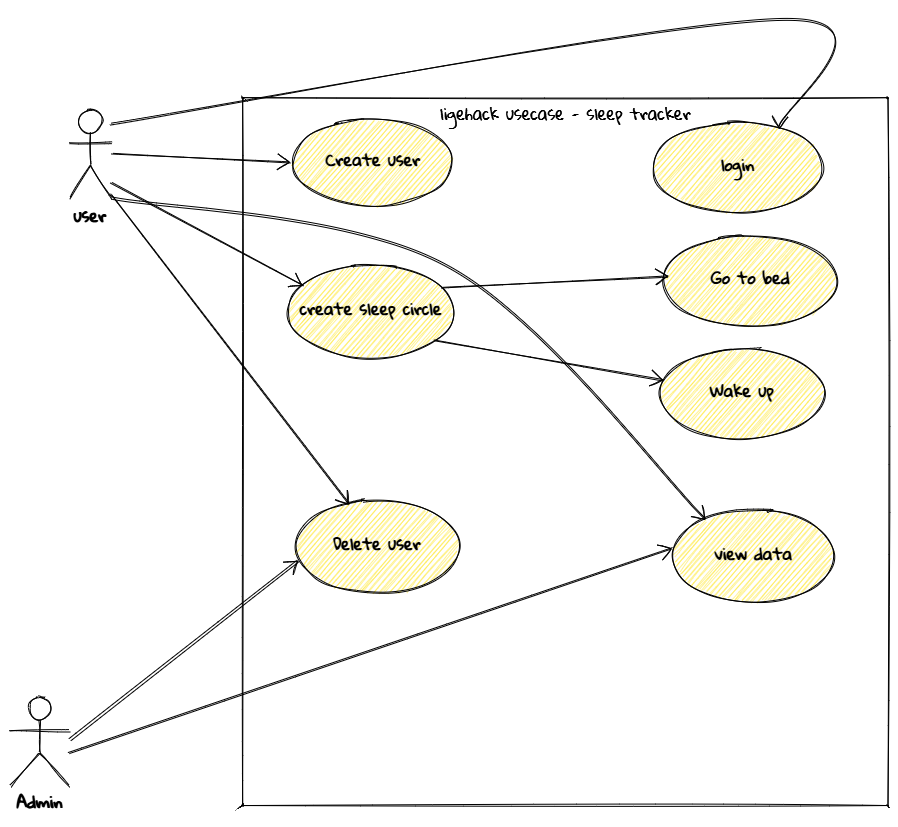 ligehack usecase - sleep tracker
Create user
login
user
Go to bed
create sleep circle
Wake up
Delete user
view data
Admin